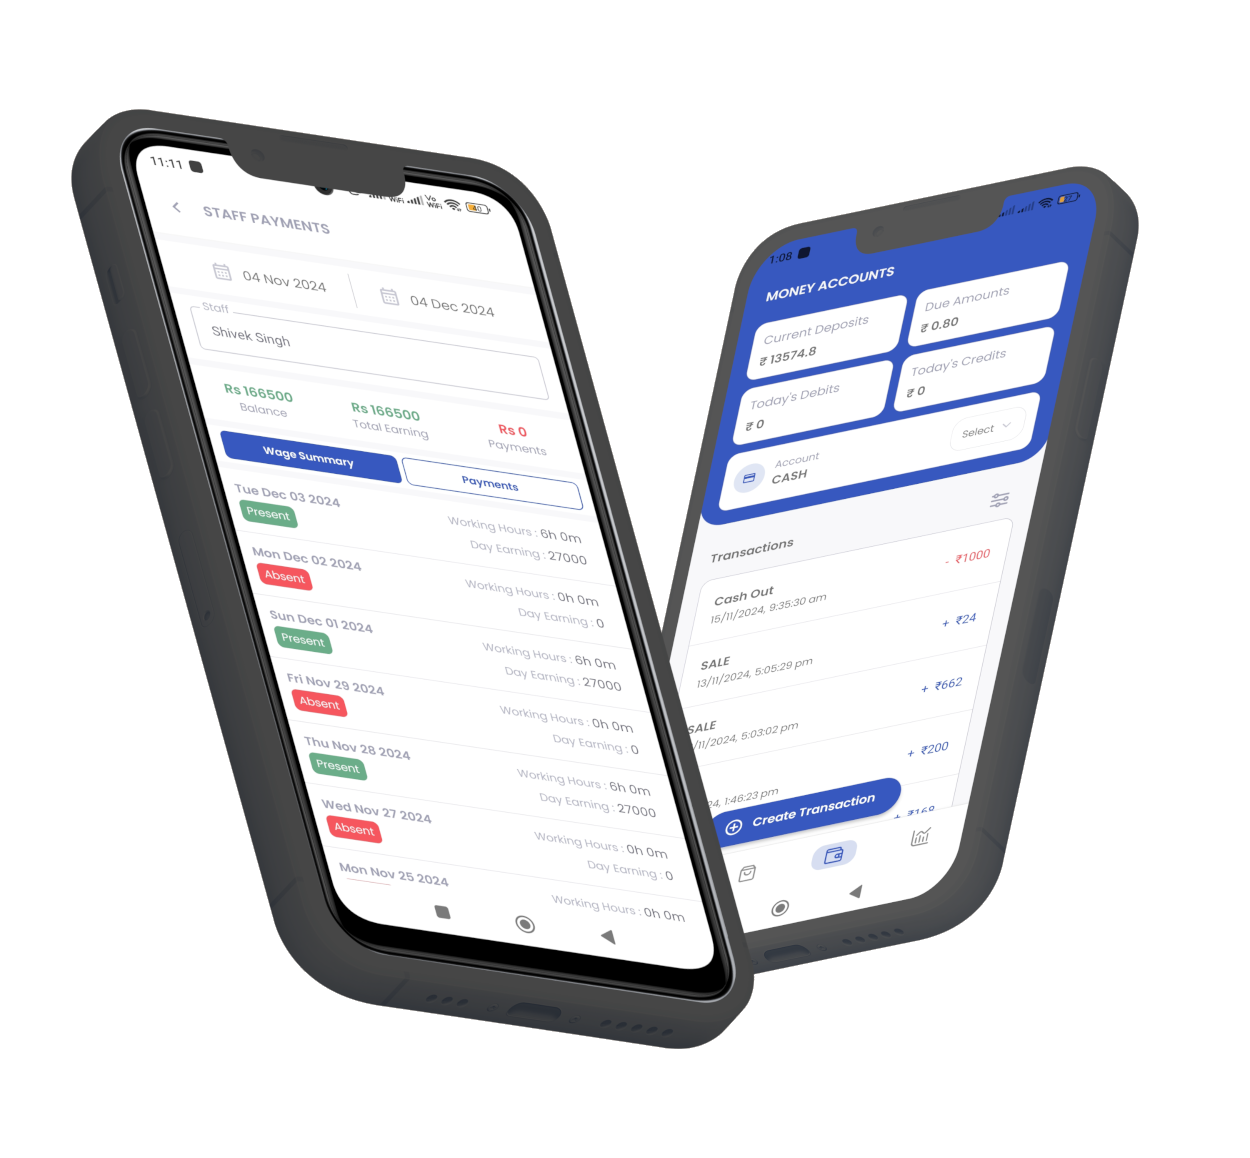 11:11
Vo
WiFi
WiFi
40
STAFF PAYMENTS
04 Nov 2024
04 Dec 2024
Staff
Shivek Singh
Rs 166500
Balance
Rs 166500
Total Earning
Rs 0
Payments
Wage Summary
Payments
Tue Dec 03 2024
Present
Working Hours : 6h 0m
Day Earning : 27000
Mon Dec 02 2024
Absent
Working Hours : 0h 0m
Day Earning : 0
Sun Dec 01 2024
Present
Working Hours : 6h 0m
Day Earning : 27000
Fri Nov 29 2024
Absent
Working Hours : 0h 0m
Day Earning : 0
Thu Nov 28 2024
Present
Working Hours : 6h 0m
Day Earning : 27000
Wed Nov 27 2024
Absent
Working Hours : 0h 0m
Day Earning : 0
Mon Nov 25 2024
Working Hours : 0h 0m
1:08
MONEY ACCOUNTS
Current Deposits
₹ 13574.8
Due Amounts
₹ 0.80
Today's Debits
₹ 0
Today's Credits
₹ 0
Account
CASH
Select
Transactions
Cash Out
15/11/2024, 9:35:30 am
- ₹1000
SALE
13/11/2024, 5:05:29 pm
+ ₹24
SALE
/11/2024, 5:03:02 pm
+ ₹662
24, 1:46:23 pm
+ ₹200
+ ₹168
Create Transaction